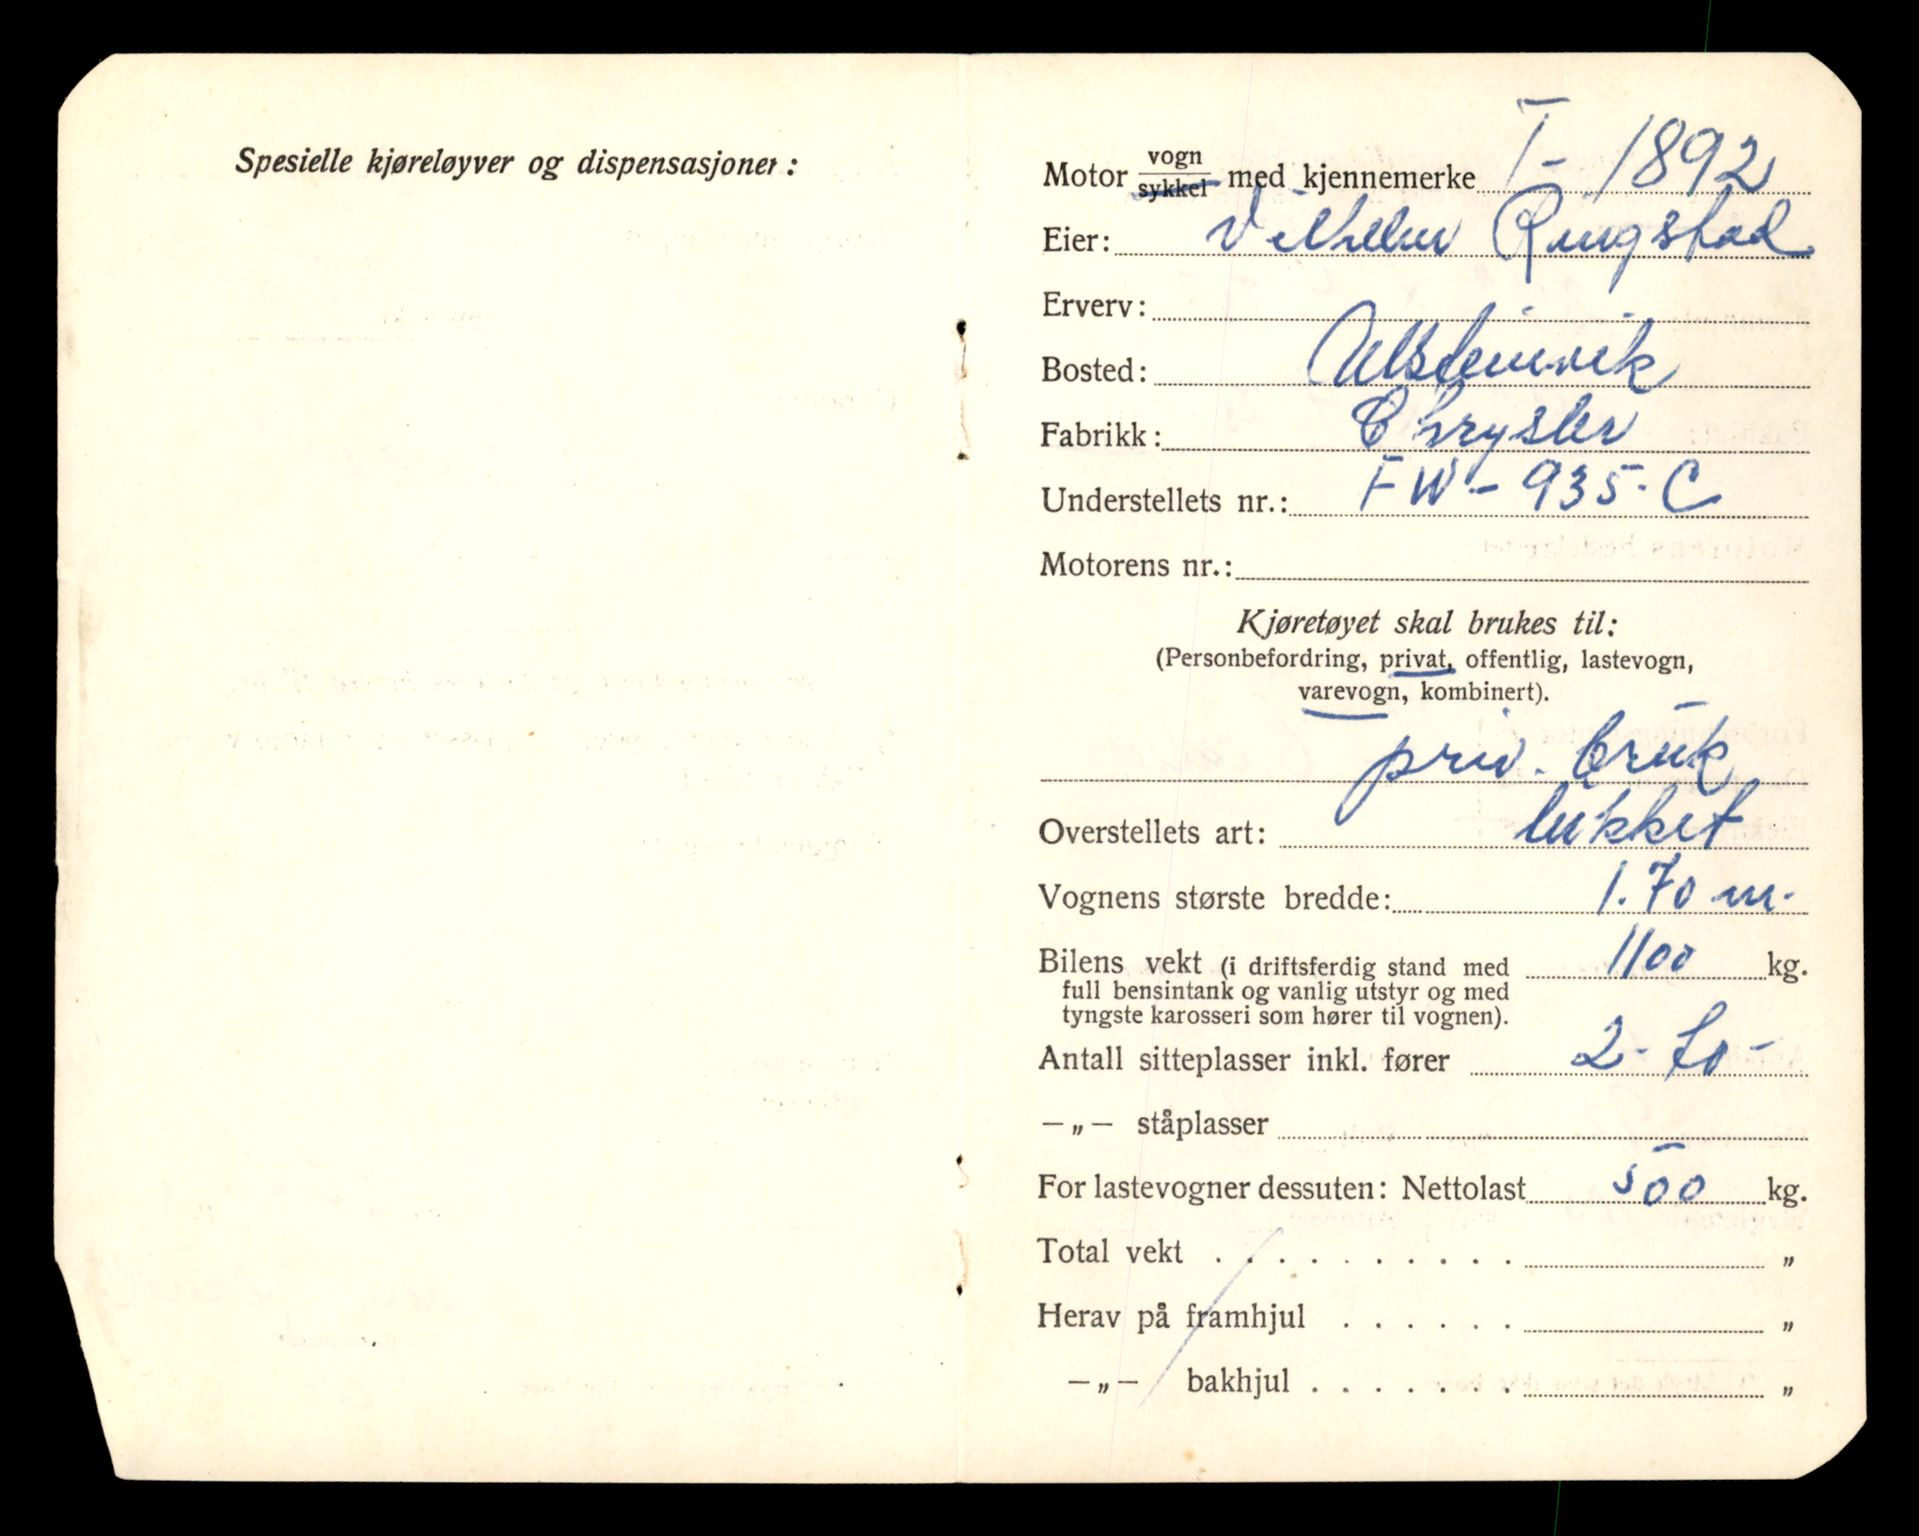 Spesielle kjøreløyver og dispensasjoner:
Motor vogn/sykkel med kjennemerke T-1892
Eier: Ringstad
Erverv:
Bosted: Ulsteinvik
Fabrikk: Chrysler
Understellets nr.: FW-935-C
Motorens nr.:
Kjøretøyet skal brukes til:
(Personbefordring, privat, offentlig, lastevogn,
varevogn, kombinert).
priv. bruk
Overstellets art: lukket
Vognens største bredde: 1.70 m.
Bilens vekt (i driftsferdig stand med 1100 kg.
full bensintank og vanlig utstyr og med
tyngste karosseri som hører til vognen).
Antall sitteplasser inkl. fører 2- to-
—„— ståplasser
For lastevogner dessuten: Nettolast 500 kg.
Total vekt . . . . . . . . . . „
Herav på framhjul . . . . . . „
—„— bakhjul . . . . . . . „